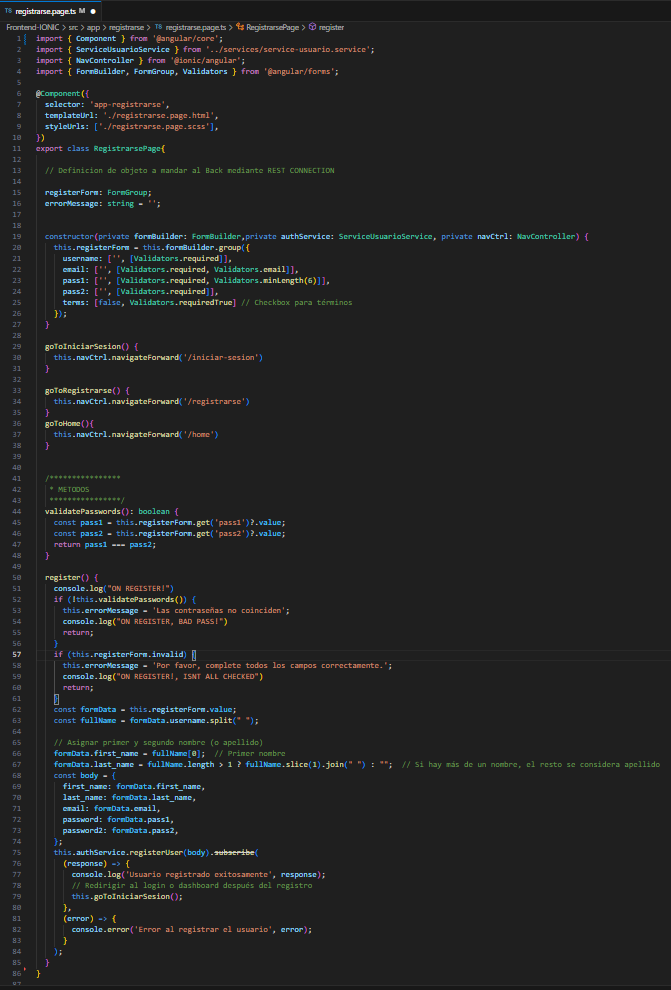 TS registrarse.page.ts M ●
Frontend-IONIC > src > app > registrarse > TS registrarse.page.ts > RegistrarsePage > register
1 import { Component } from '@angular/core';
2 import { ServiceUsuarioService } from '../services/service-usuario.service';
3 import { NavController } from '@ionic/angular';
4 import { FormBuilder, FormGroup, Validators } from '@angular/forms';
5
6 @Component({
7 selector: 'app-registrarse',
8 templateUrl: './registrarse.page.html',
9 styleUrls: ['./registrarse.page.scss'],
10 })
11 export class RegistrarsePage{
12
13 // Definicion de objeto a mandar al Back mediante REST CONNECTION
14
15 registerForm: FormGroup;
16 errorMessage: string = '';
17
18
19 constructor(private formBuilder: FormBuilder,private authService: ServiceUsuarioService, private navCtrl: NavController) {
20 this.registerForm = this.formBuilder.group({
21 username: ['', [Validators.required]],
22 email: ['', [Validators.required, Validators.email]],
23 pass1: ['', [Validators.required, Validators.minLength(6)]],
24 pass2: ['', [Validators.required]],
25 terms: [false, Validators.requiredTrue] // Checkbox para términos
26 });
27 }
28
29 goToIniciarSesion() {
30 this.navCtrl.navigateForward('/iniciar-sesion')
31 }
32
33 goToRegistrarse() {
34 this.navCtrl.navigateForward('/registrarse')
35 }
36 goToHome(){
37 this.navCtrl.navigateForward('/home')
38 }
39
40
41 /****************
42 * METODOS
43 ****************/
44 validatePasswords(): boolean {
45 const pass1 = this.registerForm.get('pass1')?.value;
46 const pass2 = this.registerForm.get('pass2')?.value;
47 return pass1 === pass2;
48 }
49
50 register() {
51 console.log("ON REGISTER!")
52 if (!this.validatePasswords()) {
53 this.errorMessage = 'Las contraseñas no coinciden';
54 console.log("ON REGISTER, BAD PASS!")
55 return;
56 }
57 if (this.registerForm.invalid) {
58 this.errorMessage = 'Por favor, complete todos los campos correctamente.';
59 console.log("ON REGISTER!, ISNT ALL CHECKED")
60 return;
61 }
62 const formData = this.registerForm.value;
63 const fullName = formData.username.split(" ");
64
65 // Asignar primer y segundo nombre (o apellido)
66 formData.first_name = fullName[0]; // Primer nombre
67 formData.last_name = fullName.length > 1 ? fullName.slice(1).join(" ") : ""; // Si hay más de un nombre, el resto se considera apellido
68 const body = {
69 first_name: formData.first_name,
70 last_name: formData.last_name,
71 email: formData.email,
72 password: formData.pass1,
73 password2: formData.pass2,
74 };
75 this.authService.registerUser(body).subscribe(
76 (response) => {
77 console.log('Usuario registrado exitosamente', response);
78 // Redirigir al login o dashboard después del registro
79 this.goToIniciarSesion();
80 },
81 (error) => {
82 console.error('Error al registrar el usuario', error);
83 }
84 );
85 }
86 }
87